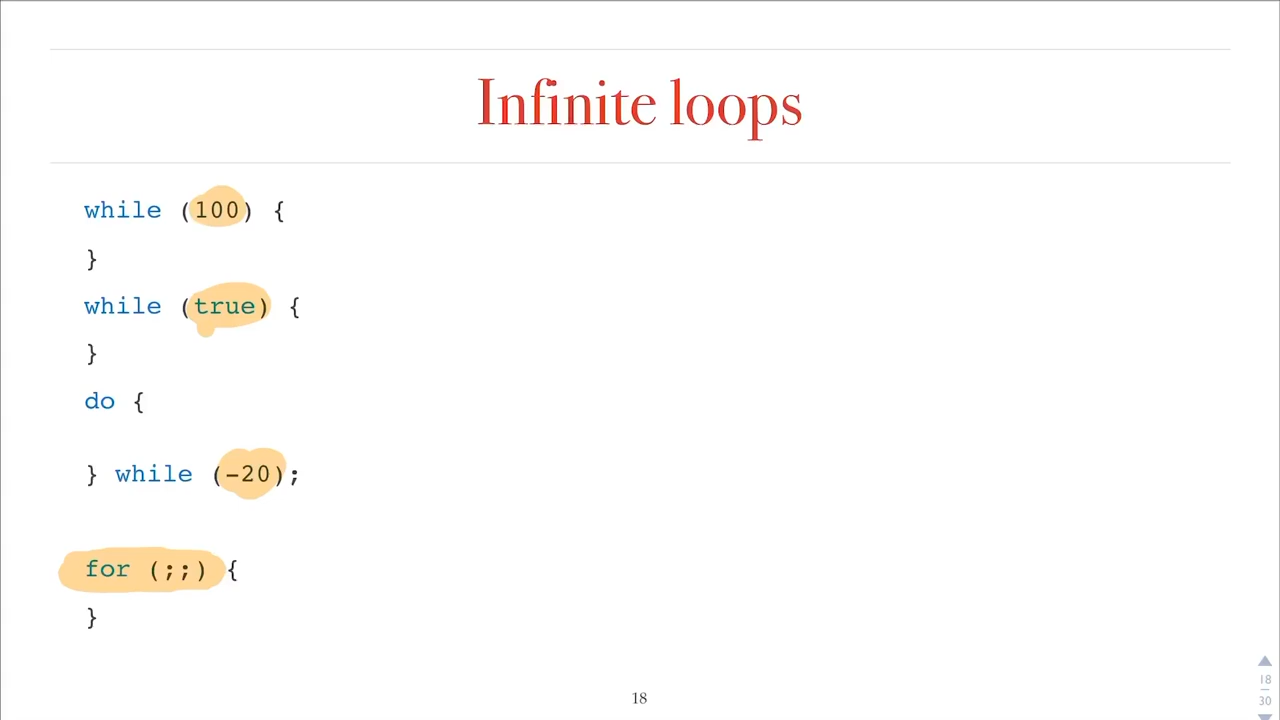 Infinite loops
while (100) {
}
while (true) {
}
do {
} while (-20);
for (;;) {
}
18
18
30